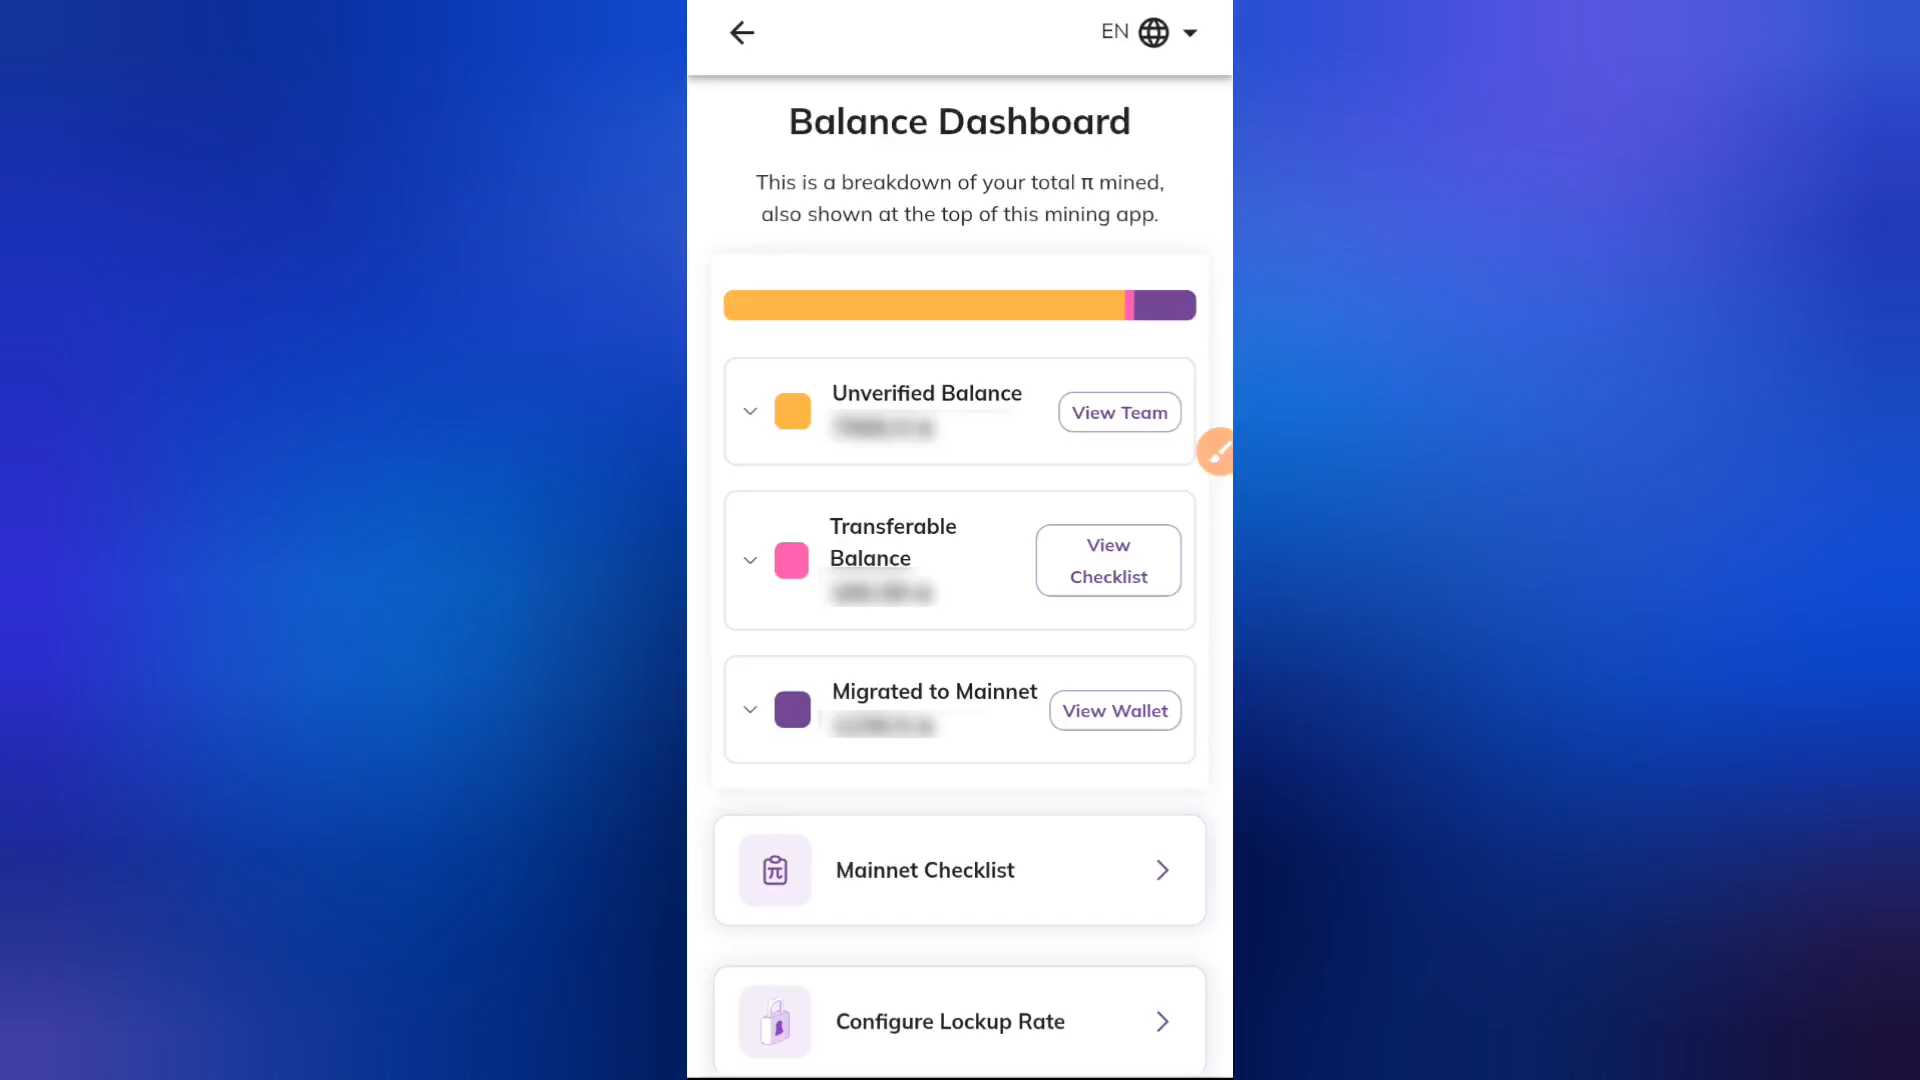 EN
Balance Dashboard
This is a breakdown of your total π mined,
also shown at the top of this mining app.
Unverified Balance
View Team
Transferable
Balance
View
Checklist
Migrated to Mainnet
View Wallet
Mainnet Checklist
Configure Lockup Rate